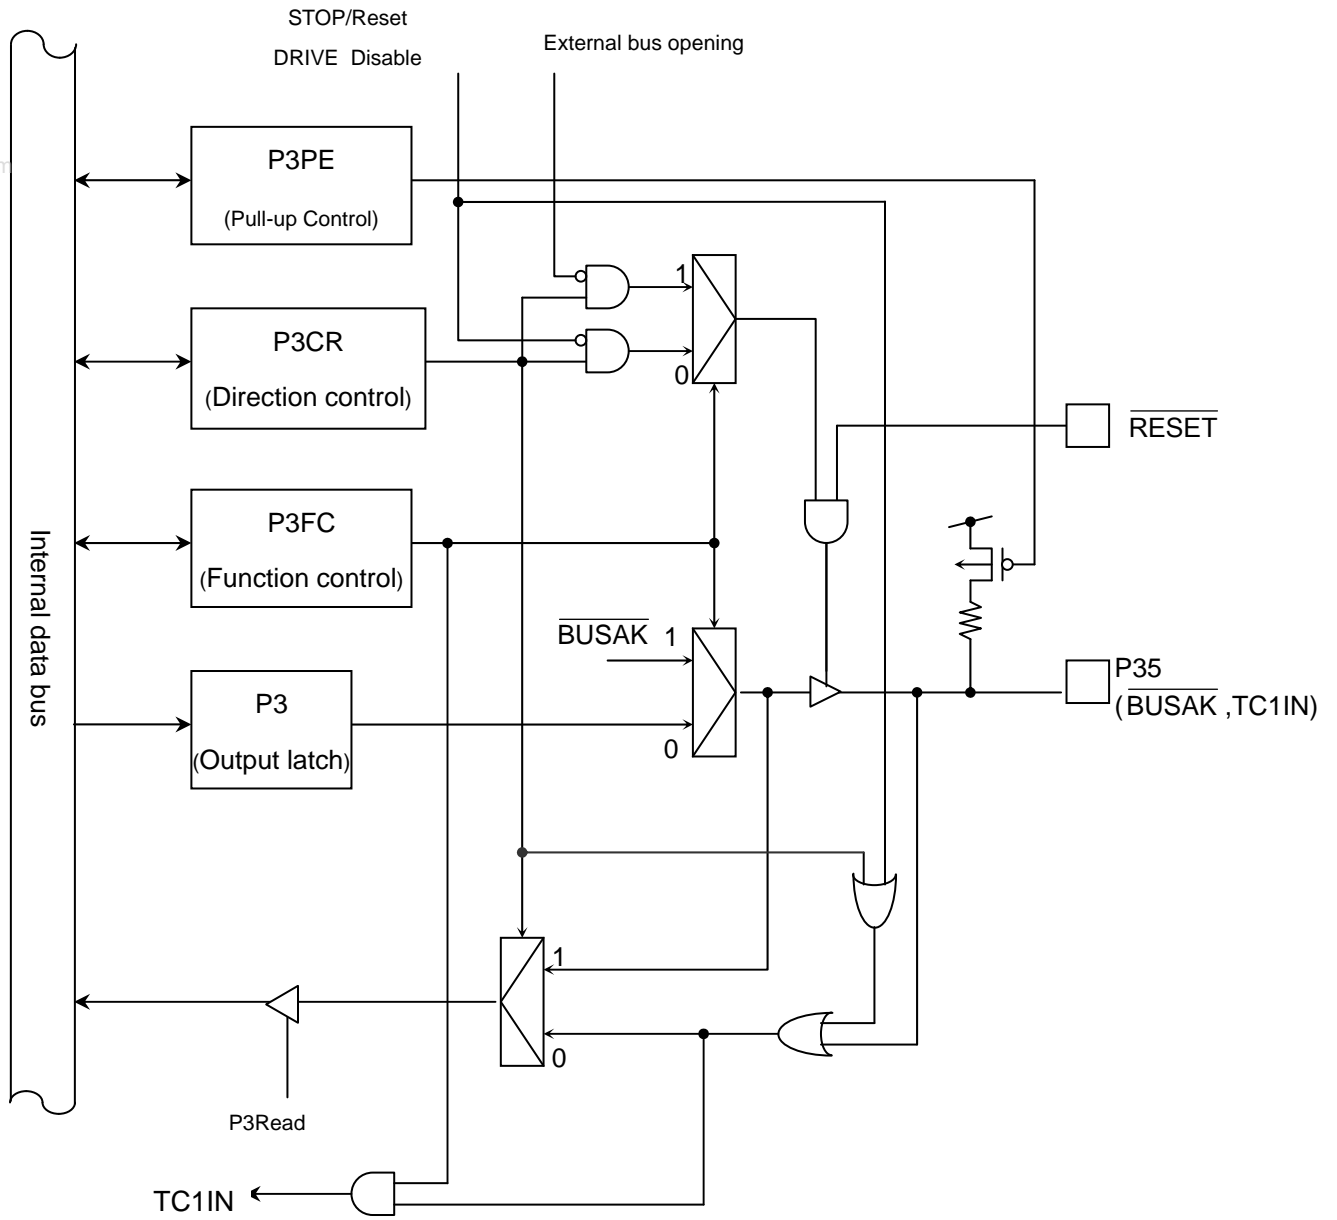 STOP/Reset
DRIVE Disable
External bus opening
P3PE
(Pull-up Control)
P3CR
(Direction control)
1
0
RESET
P3FC
(Function control)
Internal data bus
BUSAK 1
P3
(Output latch)
0
P35
(BUSAK ,TC1IN)
1
0
P3Read
TC1IN